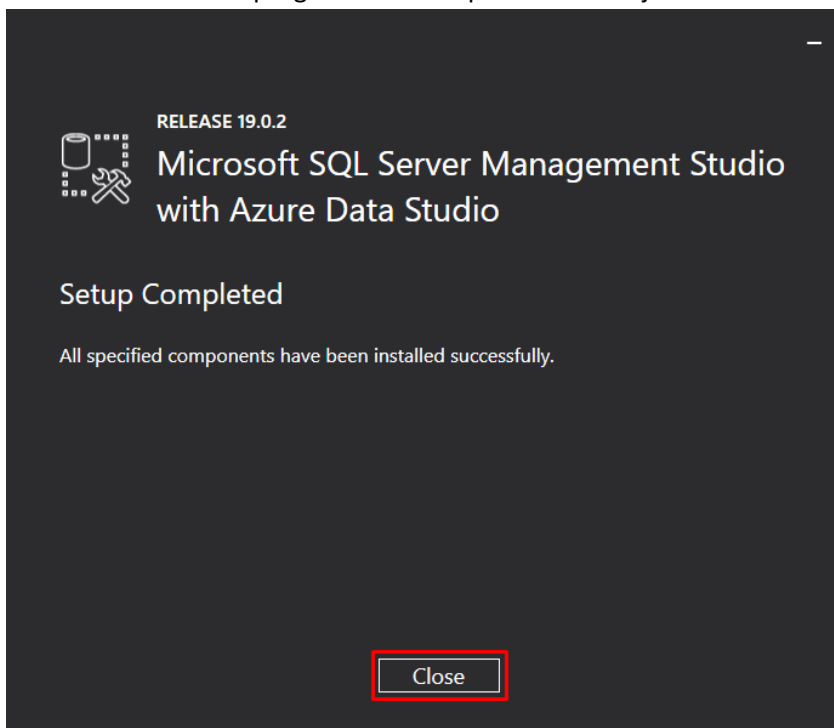 RELEASE 19.0.2
Microsoft SQL Server Management Studio
with Azure Data Studio
Setup Completed
All specified components have been installed successfully.
Close